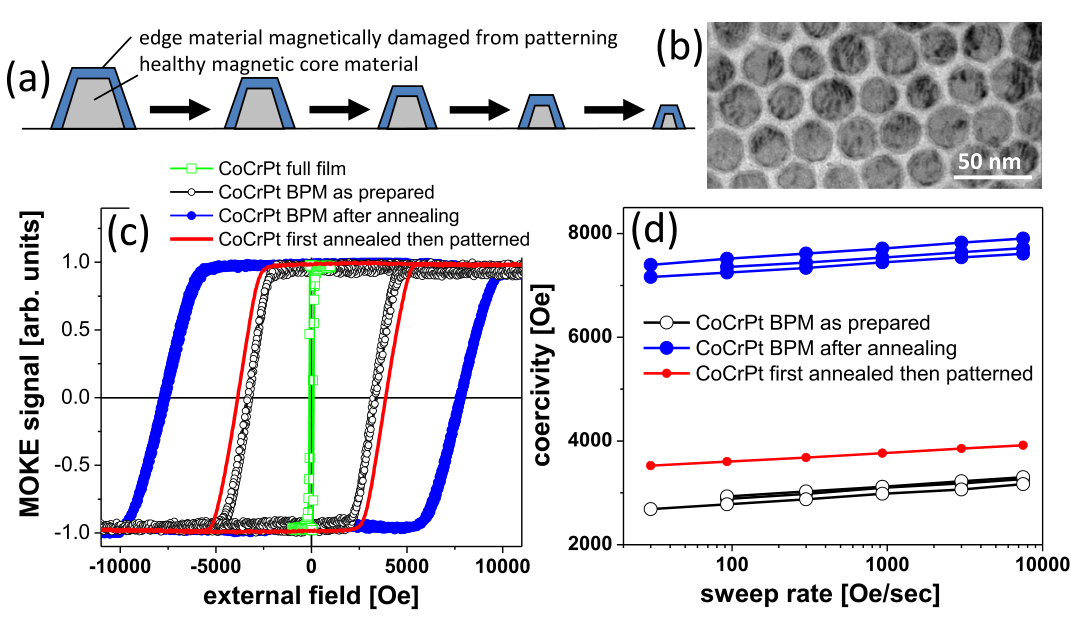 (a)
edge material magnetically damaged from patterning
healthy magnetic core material
(b)
50 nm
CoCrPt full film
CoCrPt BPM as prepared
CoCrPt BPM after annealing
CoCrPt first annealed then patterned
(c)
MOKE signal [arb. units]
1.0
0.5
0.0
-0.5
-1.0
-10000
-5000
0
5000
10000
external field [Oe]
(d)
coercivity [Oe]
8000
6000
4000
2000
CoCrPt BPM as prepared
CoCrPt BPM after annealing
CoCrPt first annealed then patterned
100
1000
10000
sweep rate [Oe/sec]